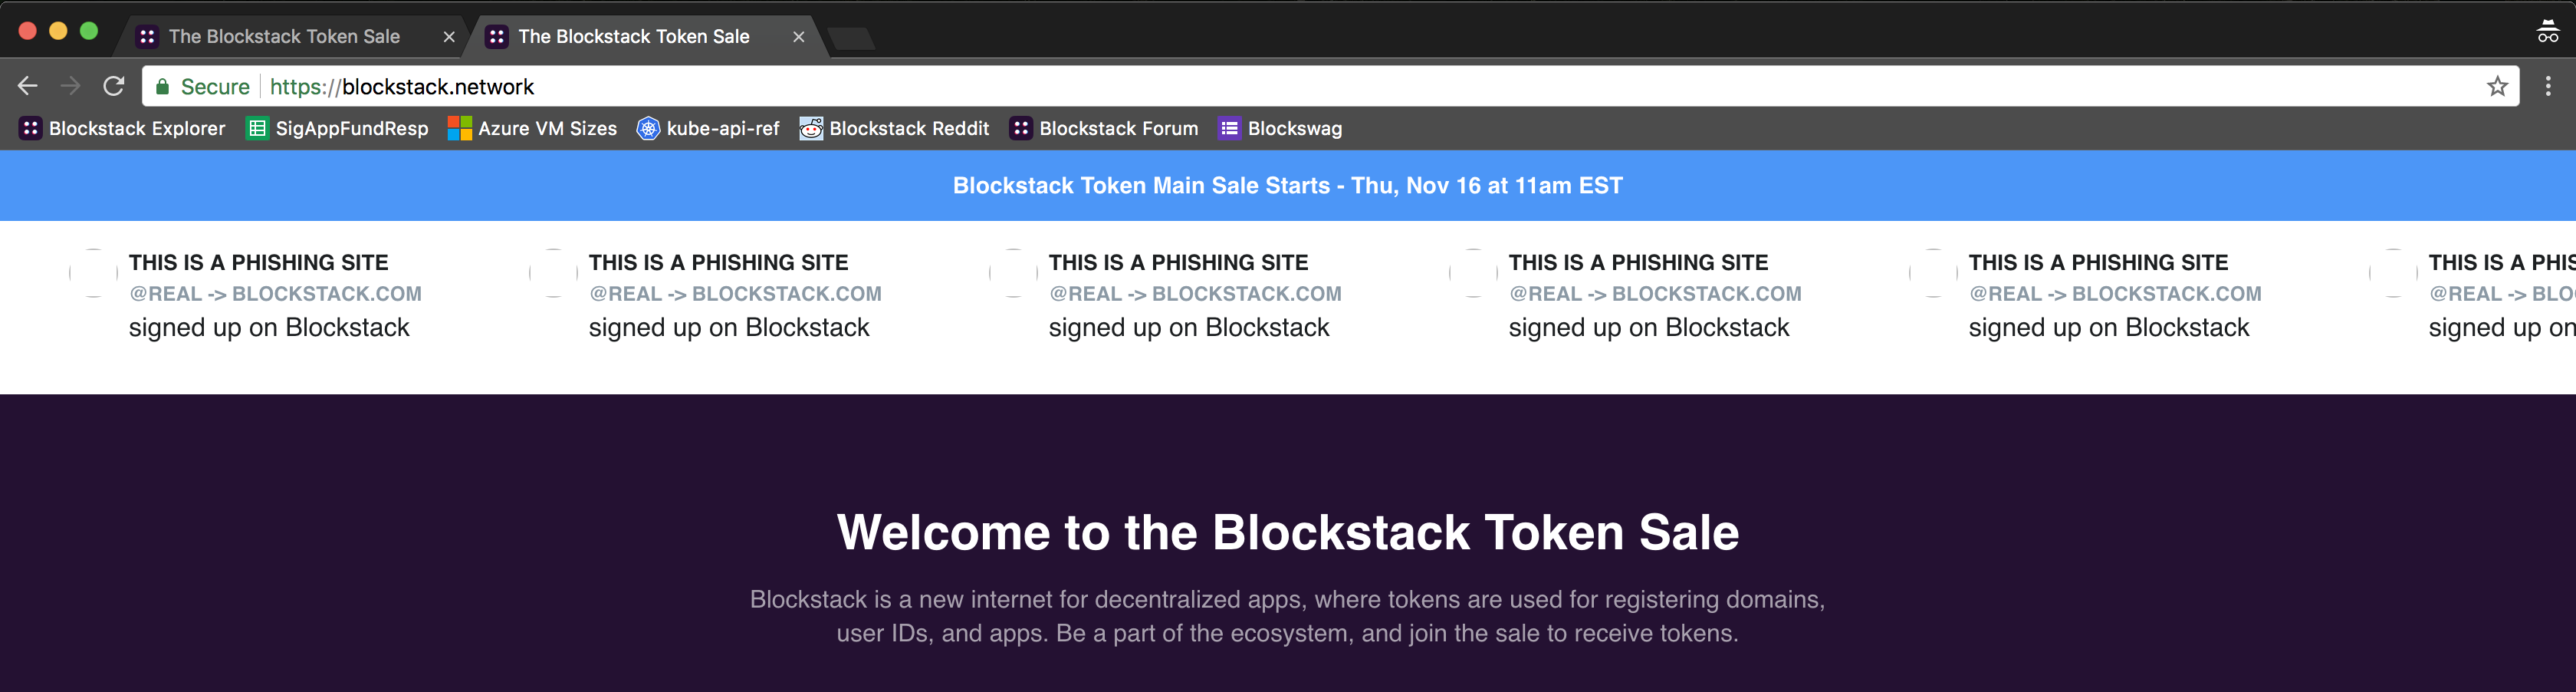 The Blockstack Token Sale
The Blockstack Token Sale
Secure https://blockstack.network
Blockstack Explorer SigAppFundResp Azure VM Sizes kube-api-ref Blockstack Reddit Blockstack Forum Blockswag
Blockstack Token Main Sale Starts - Thu, Nov 16 at 11am EST
THIS IS A PHISHING SITE THIS IS A PHISHING SITE THIS IS A PHISHING SITE THIS IS A PHISHING SITE THIS IS A PHISHING SITE THIS IS A PHIS
@REAL -> BLOCKSTACK.COM @REAL -> BLOCKSTACK.COM @REAL -> BLOCKSTACK.COM @REAL -> BLOCKSTACK.COM @REAL -> BLOCKSTACK.COM @REAL -> BLO
signed up on Blockstack signed up on Blockstack signed up on Blockstack signed up on Blockstack signed up on Blockstack signed up on
Welcome to the Blockstack Token Sale
Blockstack is a new internet for decentralized apps, where tokens are used for registering domains,
user IDs, and apps. Be a part of the ecosystem, and join the sale to receive tokens.